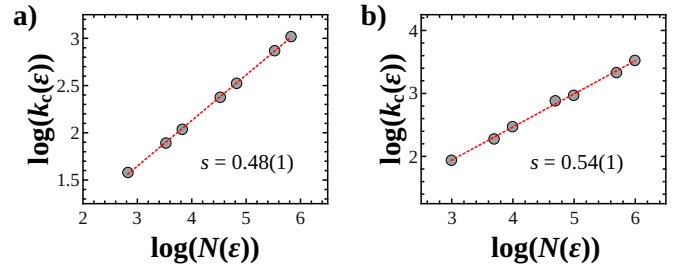 a)
log(k_c(ε))
3
2.5
2
1.5
2 3 4 5 6
log(N(ε))
s = 0.48(1)
b)
log(k_c(ε))
4
3
2
3 4 5 6
log(N(ε))
s = 0.54(1)